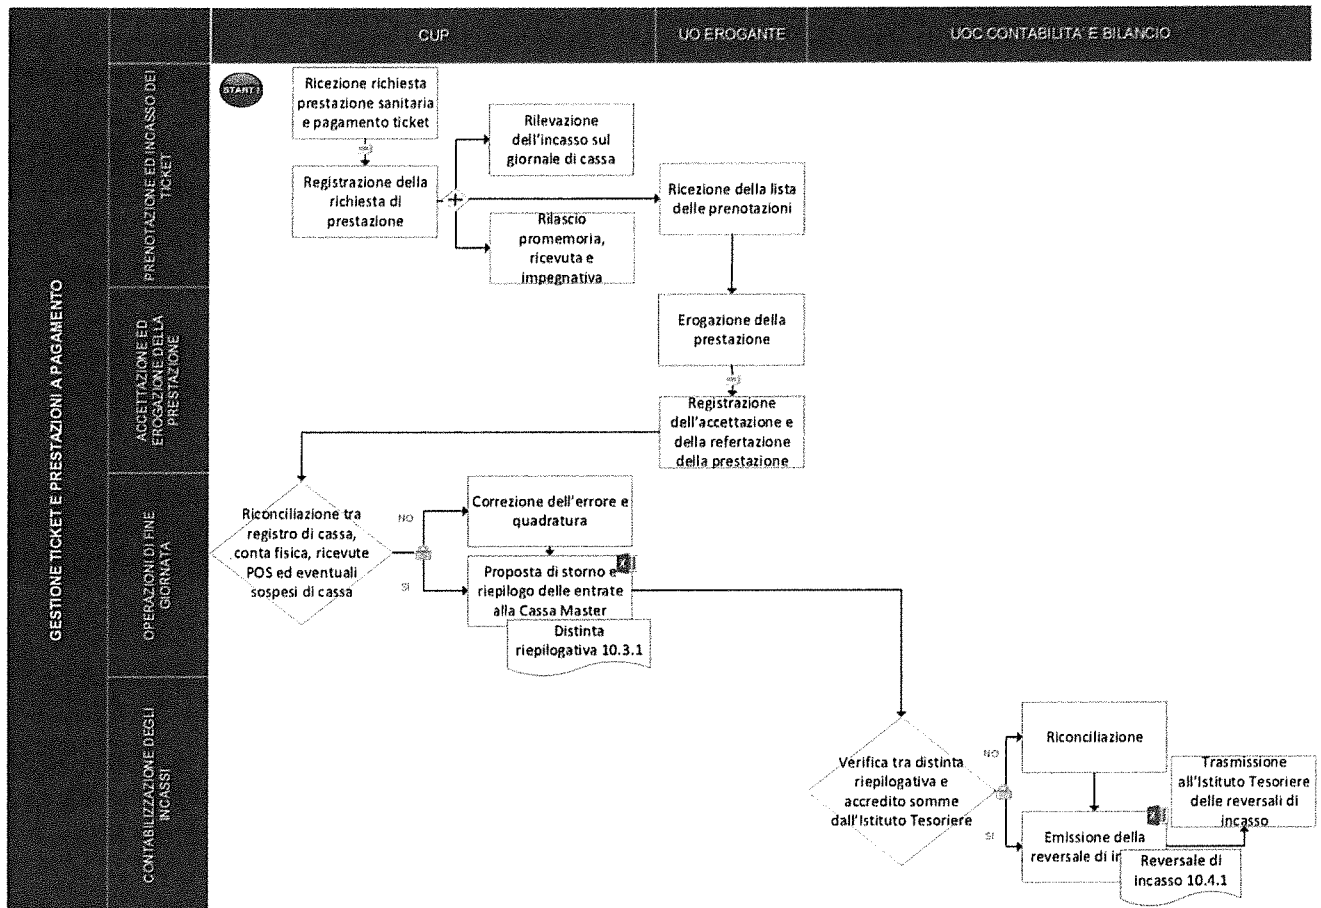 CUP
UO EROGANTE
UOC CONTABILITA' E BILANCIO
GESTIONE TICKET E PRESTAZIONI A PAGAMENTO
PRENOTAZIONE ED INCASSO DEI
TICKET
START !
Ricezione richiesta
prestazione sanitaria
e pagamento ticket
Registrazione della
richiesta di
prestazione
Rilevazione
dell'incasso sul
giornale di cassa
Rilascio
promemoria,
ricevuta e
impegnativa
Ricezione della lista
delle prenotazioni
ACCETTAZIONE ED
EROGAZIONE DELLA
PRESTAZIONE
Erogazione della
prestazione
Registrazione
dell'accettazione e
della refertazione
della prestazione
OPERAZIONI DI FINE
GIORNATA
Riconciliazione tra
registro di cassa,
conta fisica, ricevute
POS ed eventuali
sospesi di cassa
NO
SI
Correzione dell'errore e
quadratura
Proposta di storno e
riepilogo delle entrate
alla Cassa Master
Distinta
riepilogativa 10.3.1
CONTABILIZZAZIONE DEGLI
INCASSI
Verifica tra distinta
riepilogativa e
accredito somme
dall'Istituto Tesoriere
NO
SI
Riconciliazione
Emissione della
reversale di in
Reversale di
incasso 10.4.1
Trasmissione
all'Istituto Tesoriere
delle reversali di
incasso